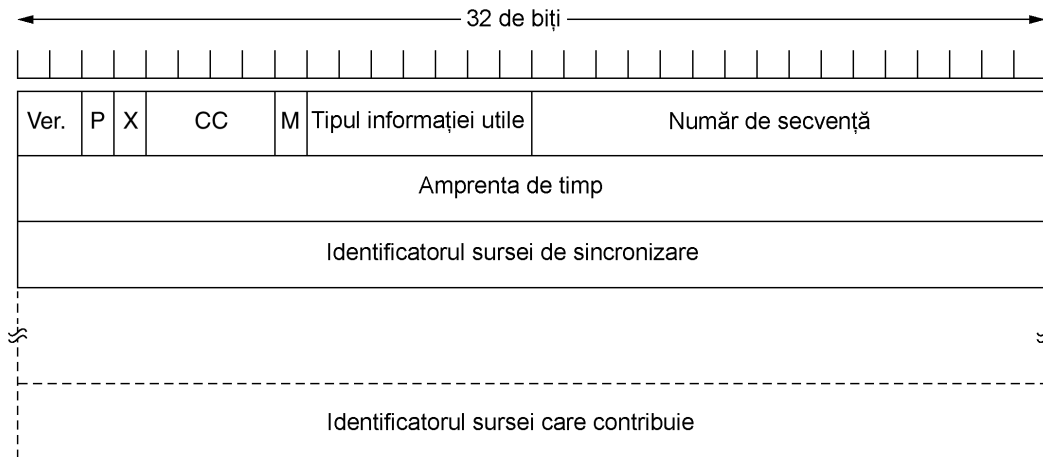 32 de biți
Ver. P X CC M Tipul informației utile Număr de secvență
Amprenta de timp
Identificatorul sursei de sincronizare
Identificatorul sursei care contribuie